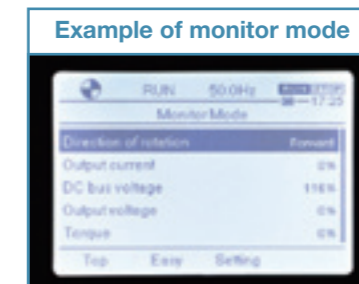 Example of monitor mode
RUN 50.0Hz
17:25
Monitor Mode
Direction of rotation Forward
Output current 0%
DC bus voltage 116%
Output voltage 0%
Torque 0%
Top Easy Setting